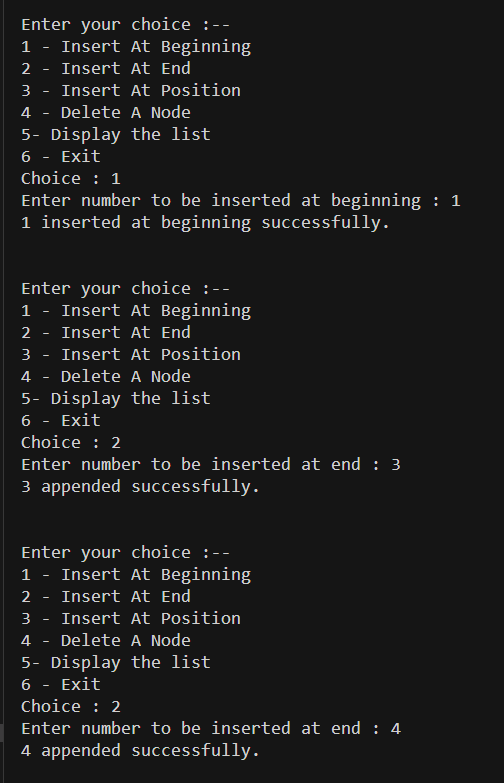 Enter your choice :--
1 - Insert At Beginning
2 - Insert At End
3 - Insert At Position
4 - Delete A Node
5- Display the list
6 - Exit
Choice : 1
Enter number to be inserted at beginning : 1
1 inserted at beginning successfully.
Enter your choice :--
1 - Insert At Beginning
2 - Insert At End
3 - Insert At Position
4 - Delete A Node
5- Display the list
6 - Exit
Choice : 2
Enter number to be inserted at end : 3
3 appended successfully.
Enter your choice :--
1 - Insert At Beginning
2 - Insert At End
3 - Insert At Position
4 - Delete A Node
5- Display the list
6 - Exit
Choice : 2
Enter number to be inserted at end : 4
4 appended successfully.